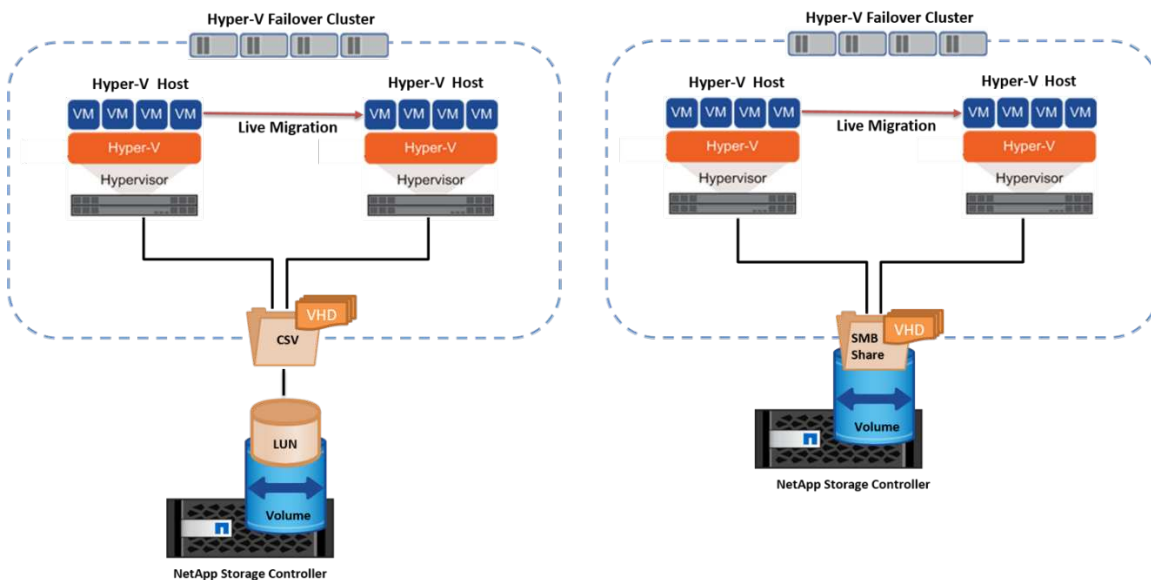 Hyper-V Failover Cluster
Hyper-V Host
Hyper-V Host
VM VM VM VM
VM VM VM VM
Live Migration
Hyper-V
Hyper-V
Hypervisor
Hypervisor
VHD
CSV
LUN
Volume
NetApp Storage Controller
Hyper-V Failover Cluster
Hyper-V Host
Hyper-V Host
VM VM VM VM
VM VM VM VM
Live Migration
Hyper-V
Hyper-V
Hypervisor
Hypervisor
VHD
SMB
Share
Volume
NetApp Storage Controller